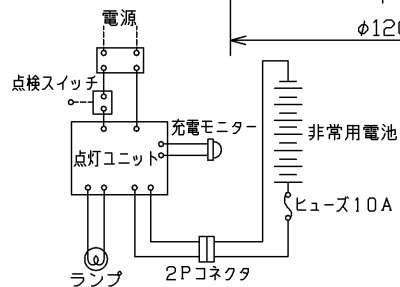 電源
φ120
点検スイッチ
充電モニター
非常用電池
点灯ユニット
ヒューズ10A
2Pコネクタ
ランプ